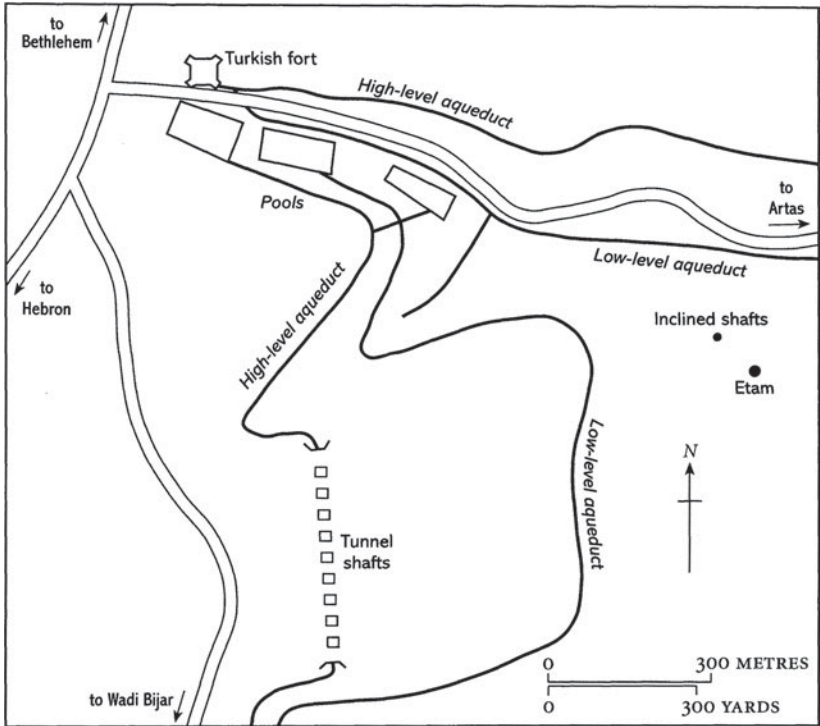 to
Bethlehem
Turkish fort
High-level aqueduct
Pools
to
Artas
Low-level aqueduct
to
Hebron
High-level aqueduct
Inclined shafts
Etam
Low-level aqueduct
N
Tunnel
shafts
to Wadi Bijar
0 300 METRES
0 300 YARDS